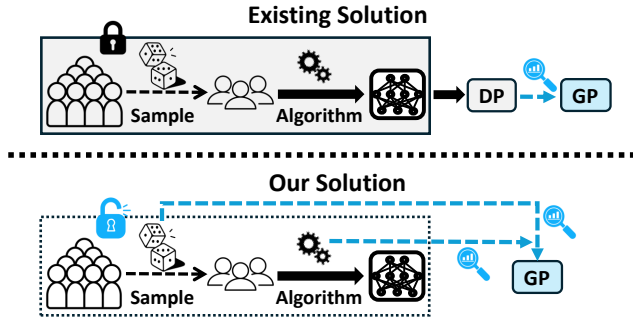 Existing Solution
Sample
Algorithm
DP
GP
Our Solution
Sample
Algorithm
GP